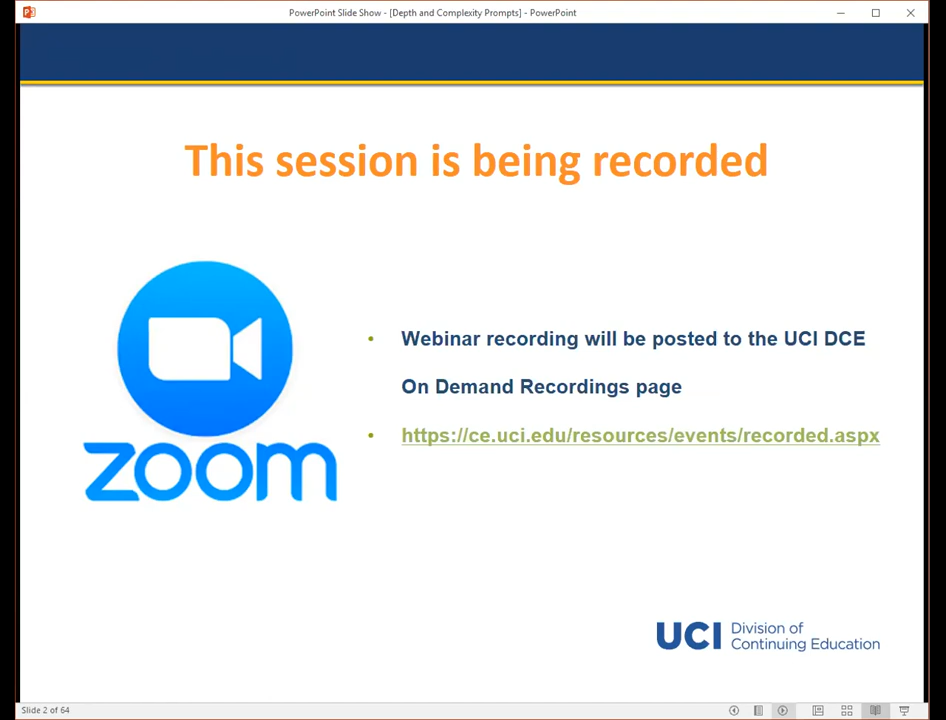 PowerPoint Slide Show - [Depth and Complexity Prompts] - PowerPoint
This session is being recorded
zoom
• Webinar recording will be posted to the UCI DCE
On Demand Recordings page
• https://ce.uci.edu/resources/events/recorded.aspx
UCI Division of
Continuing Education
Slide 2 of 64